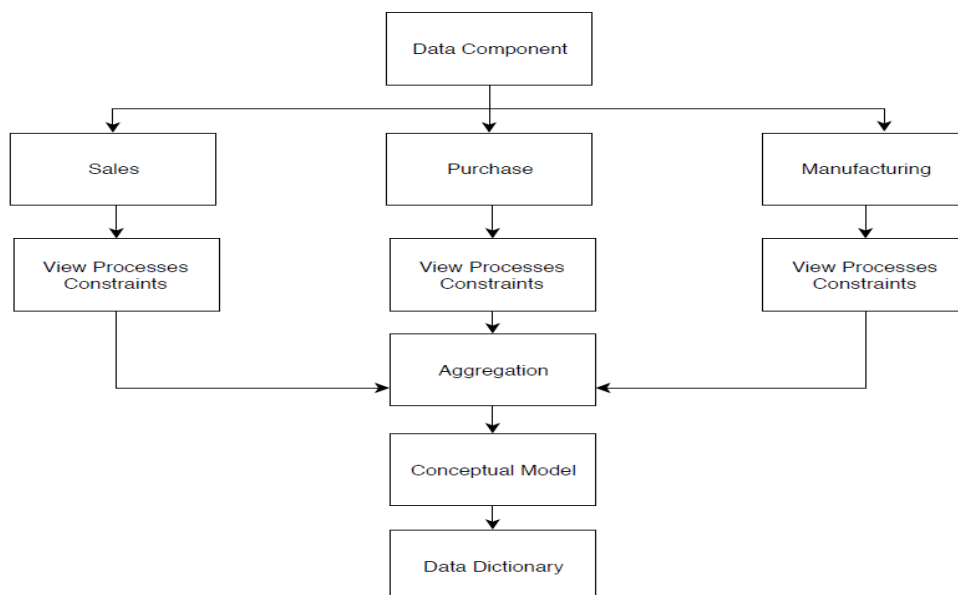 Data Component
Sales
Purchase
Manufacturing
View Processes
Constraints
View Processes
Constraints
View Processes
Constraints
Aggregation
Conceptual Model
Data Dictionary